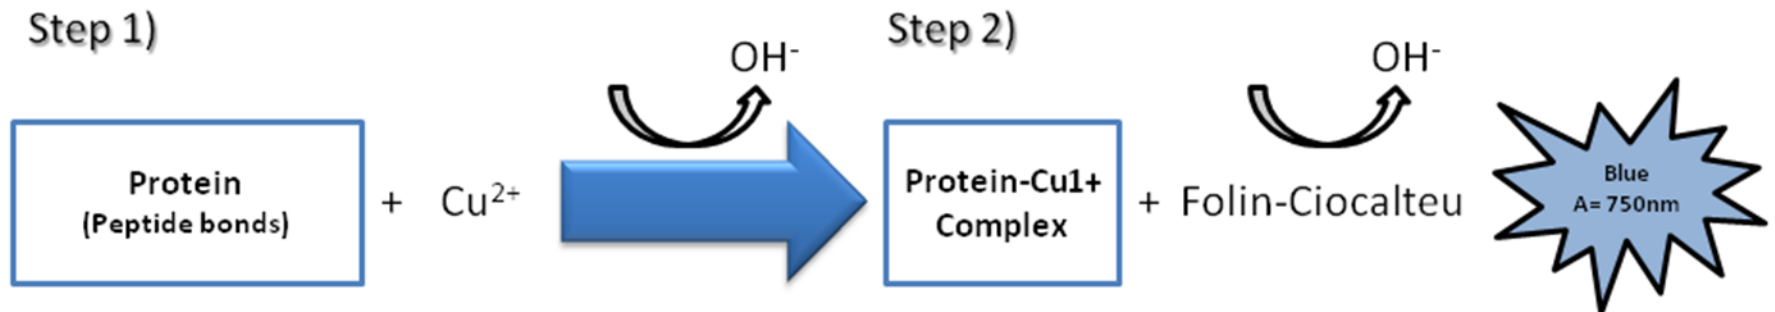 Step 1)
OH⁻
Protein
(Peptide bonds)
+
Cu²⁺
Step 2)
OH⁻
Protein-Cu1+
Complex
+
Folin-Ciocalteu
Blue
A= 750nm